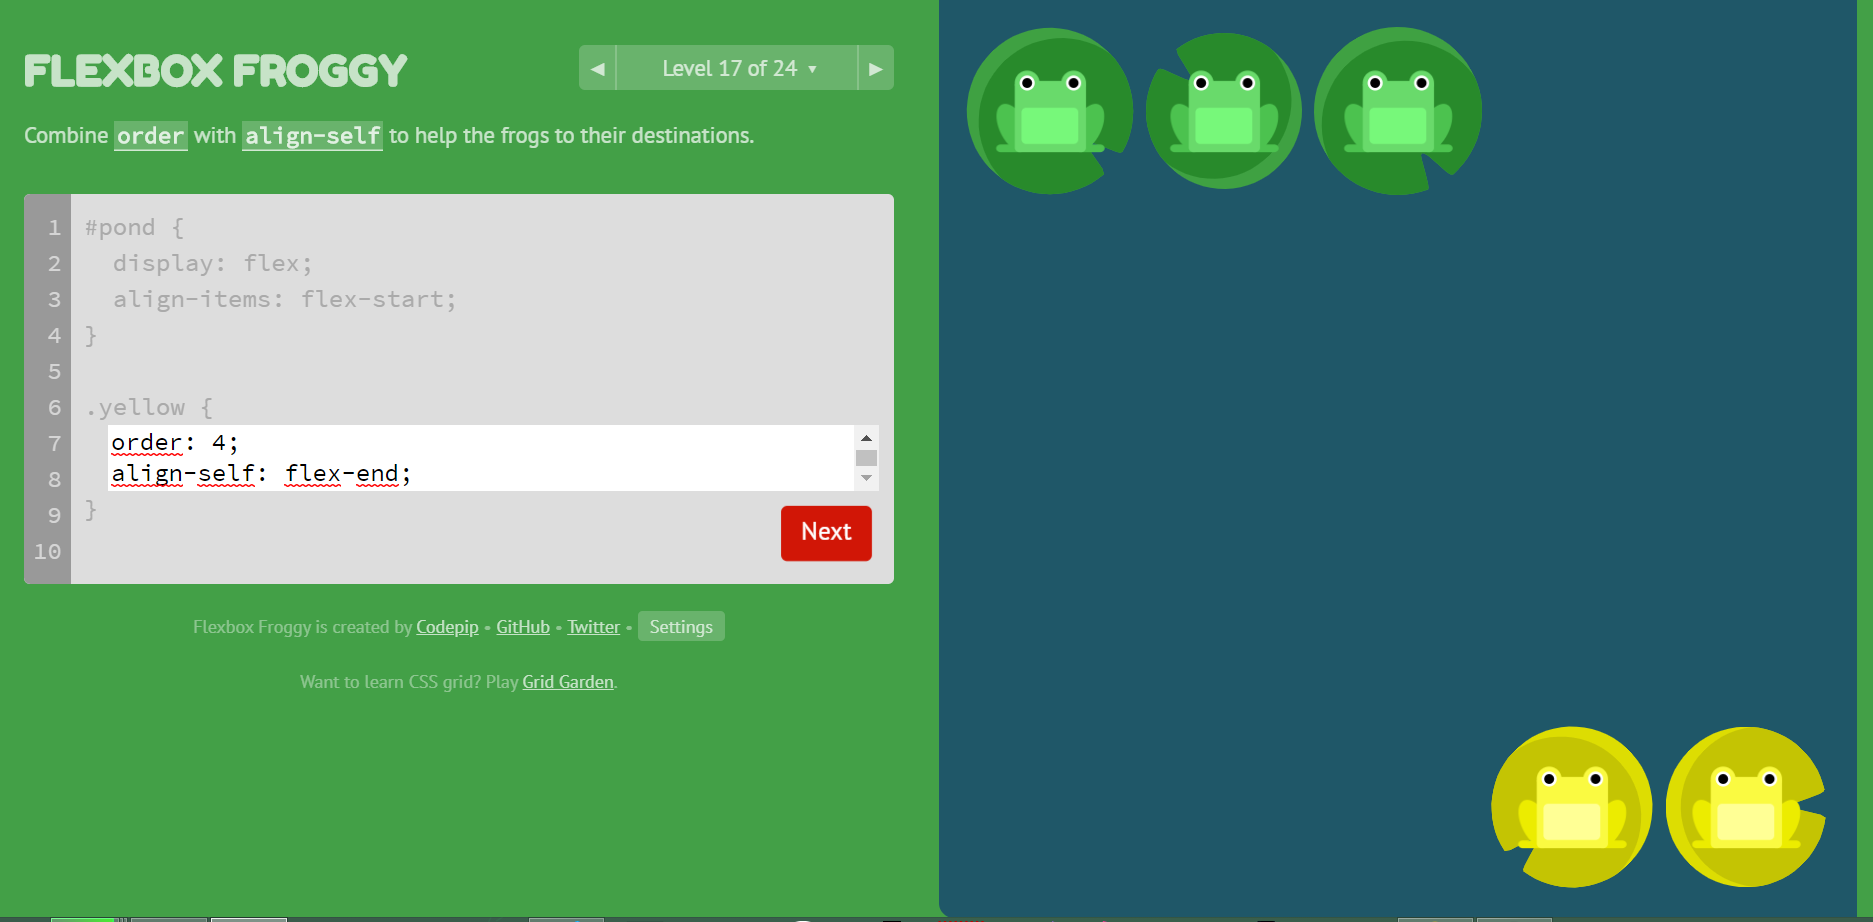 FLEXBOX FROGGY
◀ Level 17 of 24 ▾ ▶
Combine order with align-self to help the frogs to their destinations.
1 #pond {
2 display: flex;
3 align-items: flex-start;
4 }
5
6 .yellow {
7 order: 4;
8 align-self: flex-end;
9 }
Next
10
Flexbox Froggy is created by Codepip • GitHub • Twitter • Settings
Want to learn CSS grid? Play Grid Garden.